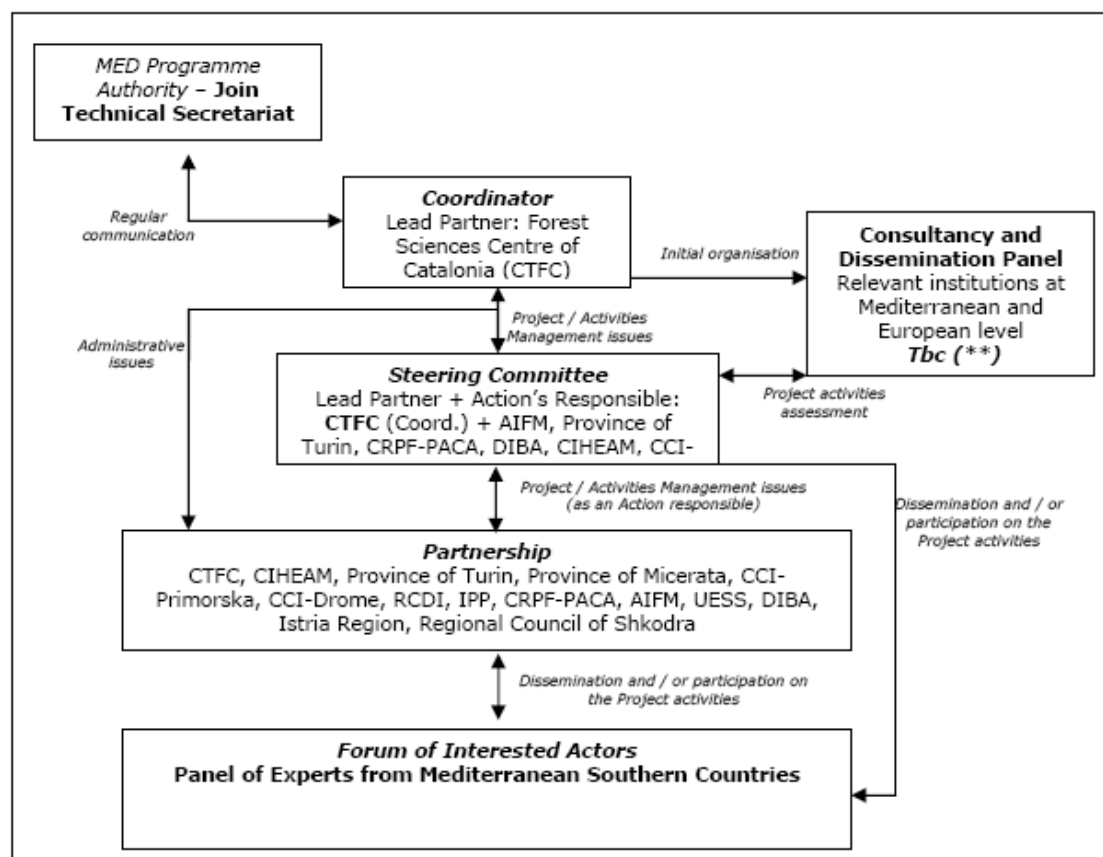 MED Programme
Authority – Join
Technical Secretariat
Regular
communication
Coordinator
Lead Partner: Forest
Sciences Centre of
Catalonia (CTFC)
Initial organisation
Consultancy and
Dissemination Panel
Relevant institutions at
Mediterranean and
European level
Tbc (**)
Administrative
issues
Project / Activities
Management issues
Steering Committee
Lead Partner + Action's Responsible:
CTFC (Coord.) + AIFM, Province of
Turin, CRPF-PACA, DIBA, CIHEAM, CCI-
Project activities
assessment
Project / Activities Management issues
(as an Action responsible)
Dissemination and / or
participation on the
Project activities
Partnership
CTFC, CIHEAM, Province of Turin, Province of Micerata, CCI-
Primorska, CCI-Drome, RCDI, IPP, CRPF-PACA, AIFM, UESS, DIBA,
Istria Region, Regional Council of Shkodra
Dissemination and / or participation on
the Project activities
Forum of Interested Actors
Panel of Experts from Mediterranean Southern Countries